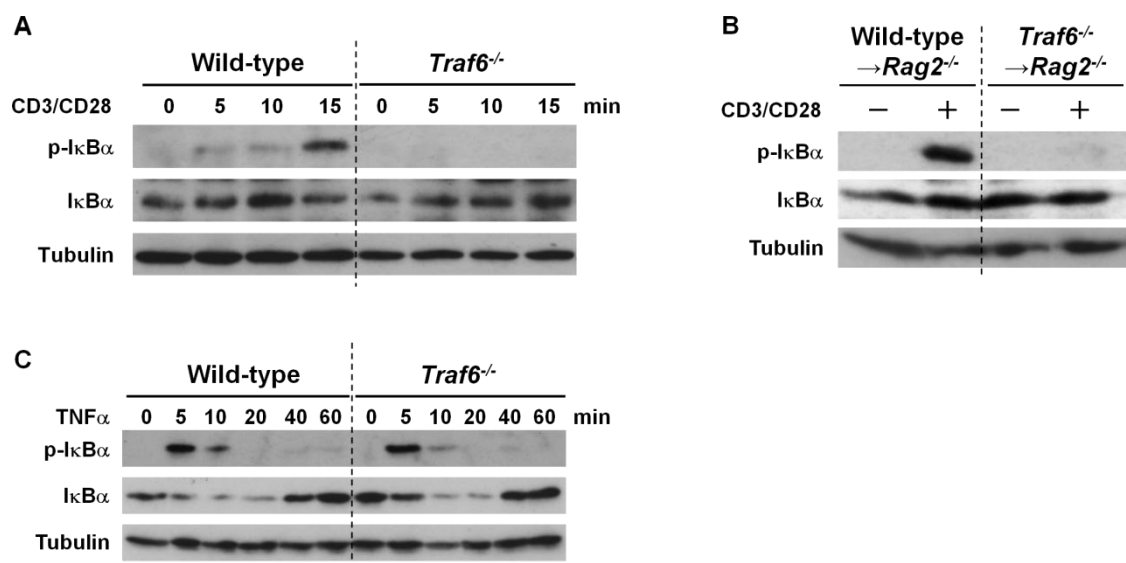 A
Wild-type Traf6-/-
CD3/CD28 0 5 10 15 0 5 10 15 min
p-IκBα
IκBα
Tubulin
B
Wild-type Traf6-/-
→Rag2-/- →Rag2-/-
CD3/CD28 − + − +
p-IκBα
IκBα
Tubulin
C
Wild-type Traf6-/-
TNFα 0 5 10 20 40 60 0 5 10 20 40 60 min
p-IκBα
IκBα
Tubulin